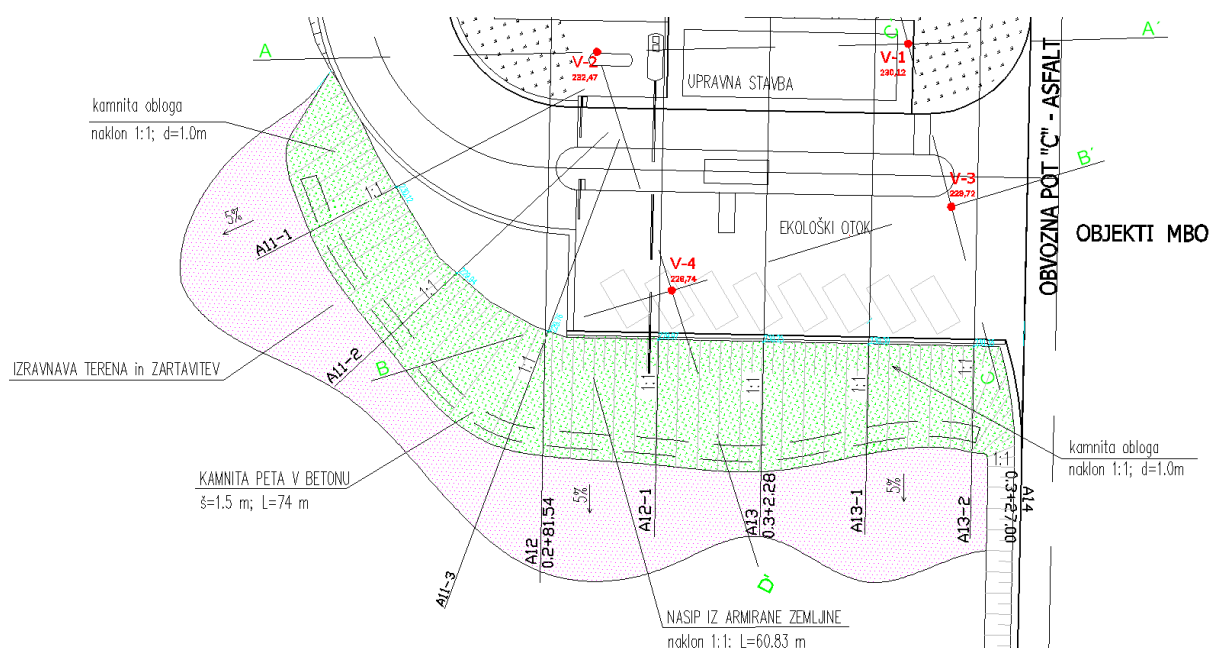 A
A'
C'
V-2
232,47
V-1
230,12
UPRAVNA STAVBA
kamnita obloga
naklon 1:1; d=1.0m
B'
V-3
229,72
1:1
5%
A11-1
EKOLOŠKI OTOK
OBVOZNA POT "C" - ASFALT
OBJEKTI MBO
V-4
228,74
1:1
IZRAVNAVA TERENA in ZARTAVITEV
A11-2
B
1:1
1:1
1:1
1:1
1:1
C
kamnita obloga
naklon 1:1; d=1.0m
1:1
KAMNITA PETA V BETONU
š=1.5 m; L=74 m
5%
5%
A12
0.2+81.54
A12-1
A13
0.3+2.28
A13-1
A13-2
A14
0.3+27.00
A11-3
D'
NASIP IZ ARMIRANE ZEMLJINE
naklon 1:1; L=60.83 m